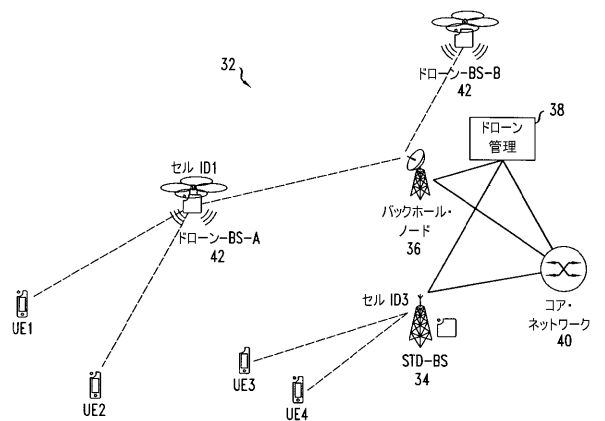 32
ドローン-BS-B
42
38
ドローン
管理
セル ID1
バックホール・
ノード
36
ドローン-BS-A
42
コア・
ネットワーク
40
セル ID3
UE1
STD-BS
34
UE2
UE3
UE4